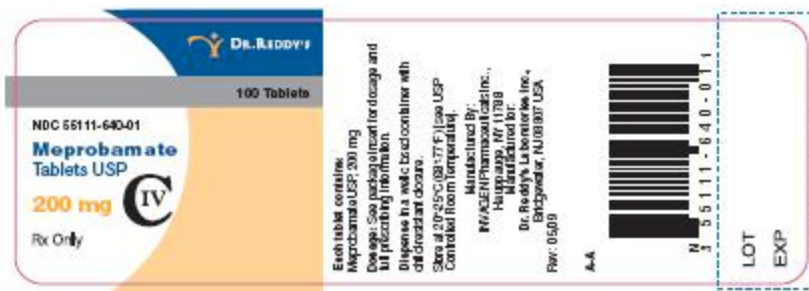 DR. REDDY'S
100 Tablets
NDC 55111-640-01
Meprobamate
Tablets USP
200 mg
CIV
Rx Only
Each tablet contains:
Meprobamate USP, 200 mg
Dosage: See package insert for dosage and
full prescribing information.
Dispense in a well-closed container with
child-resistant closure.
Store at 20°-25°C (68°-77°F) [see USP
Controlled Room Temperature].
Manufactured By:
INVAGEN Pharmaceuticals Inc.,
Hauppauge, NY 11788
Manufactured for:
Dr. Reddy's Laboratories Inc.,
Bridgewater, NJ 08807 USA
Rev: 05/09
A-A
N
3 55111-640-01 1
LOT
EXP